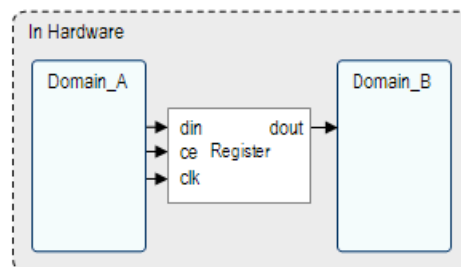 In Hardware
Domain_A
Domain_B
din dout
ce Register
clk